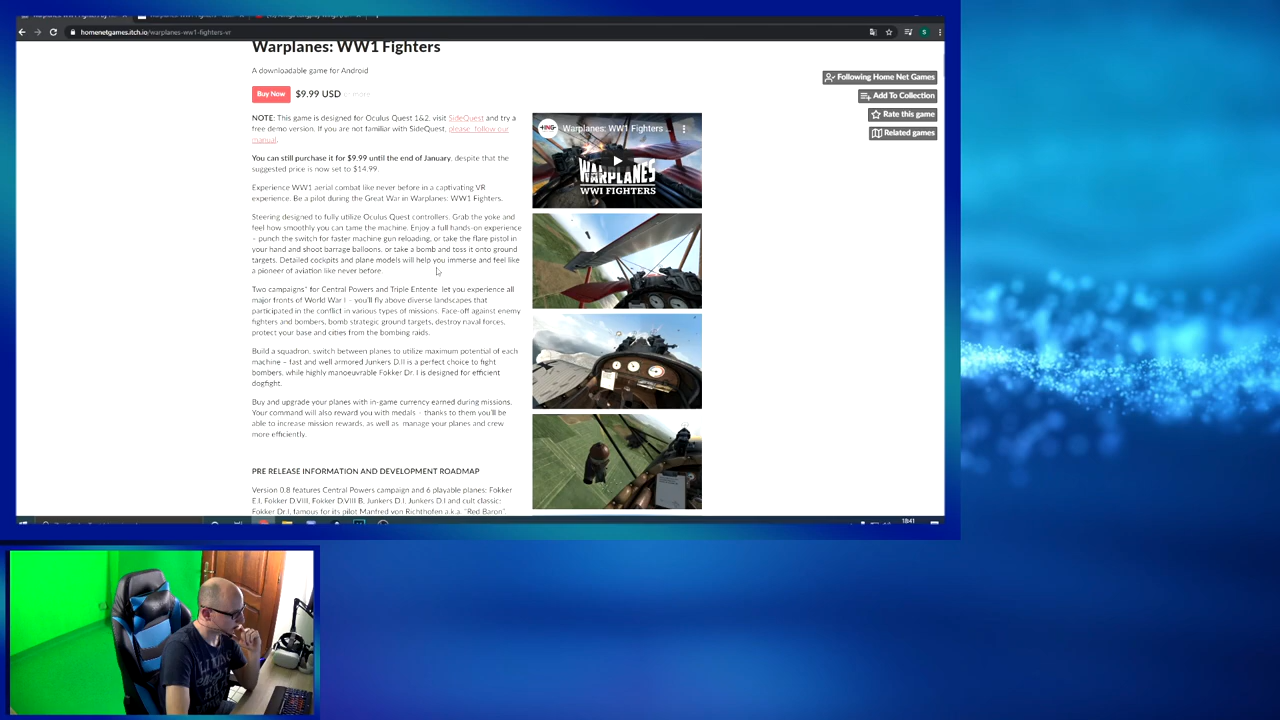 homenetgames.itch.io/warplanes-ww1-fighters-vr
Warplanes: WW1 Fighters
A downloadable game for Android
Buy Now $9.99 USD or more
Following Home Net Games
Add To Collection
Rate this game
Related games
NOTE: This game is designed for Oculus Quest 1&2, visit SideQuest and try a
free demo version. If you are not familiar with SideQuest, please follow our
manual.
You can still purchase it for $9.99 until the end of January, despite that the
suggested price is now set to $14.99.
Experience WW1 aerial combat like never before in a captivating VR
experience. Be a pilot during the Great War in Warplanes: WW1 Fighters.
Steering designed to fully utilize Oculus Quest controllers. Grab the yoke and
feel how smoothly you can tame the machine. Enjoy a full hands-on experience
– punch the switch for faster machine gun reloading, or take the flare pistol in
your hand and shoot barrage balloons, or take a bomb and toss it onto ground
targets. Detailed cockpits and plane models will help you immerse and feel like
a pioneer of aviation like never before.
Two campaigns* for Central Powers and Triple Entente let you experience all
major fronts of World War I – you'll fly above diverse landscapes that
participated in the conflict in various types of missions. Face-off against enemy
fighters and bombers, bomb strategic ground targets, destroy naval forces,
protect your base and cities from the bombing raids.
Build a squadron, switch between planes to utilize maximum potential of each
machine – fast and well armored Junkers D.II is a perfect choice to fight
bombers, while highly manoeuvrable Fokker Dr. I is designed for efficient
dogfight.
Buy and upgrade your planes with in-game currency earned during missions.
Your command will also reward you with medals – thanks to them you'll be
able to increase mission rewards, as well as manage your planes and crew
more efficiently.
PRE RELEASE INFORMATION AND DEVELOPMENT ROADMAP
Version 0.8 features Central Powers campaign and 6 playable planes: Fokker
E.I, Fokker D.VIII, Fokker D.VIII B, Junkers D.I, Junkers D.I and cult classic:
Fokker Dr.I, famous for its pilot Manfred von Richthofen a.k.a. "Red Baron".
Warplanes: WW1 Fighters ...
WARPLANES
WW1 FIGHTERS
18:41